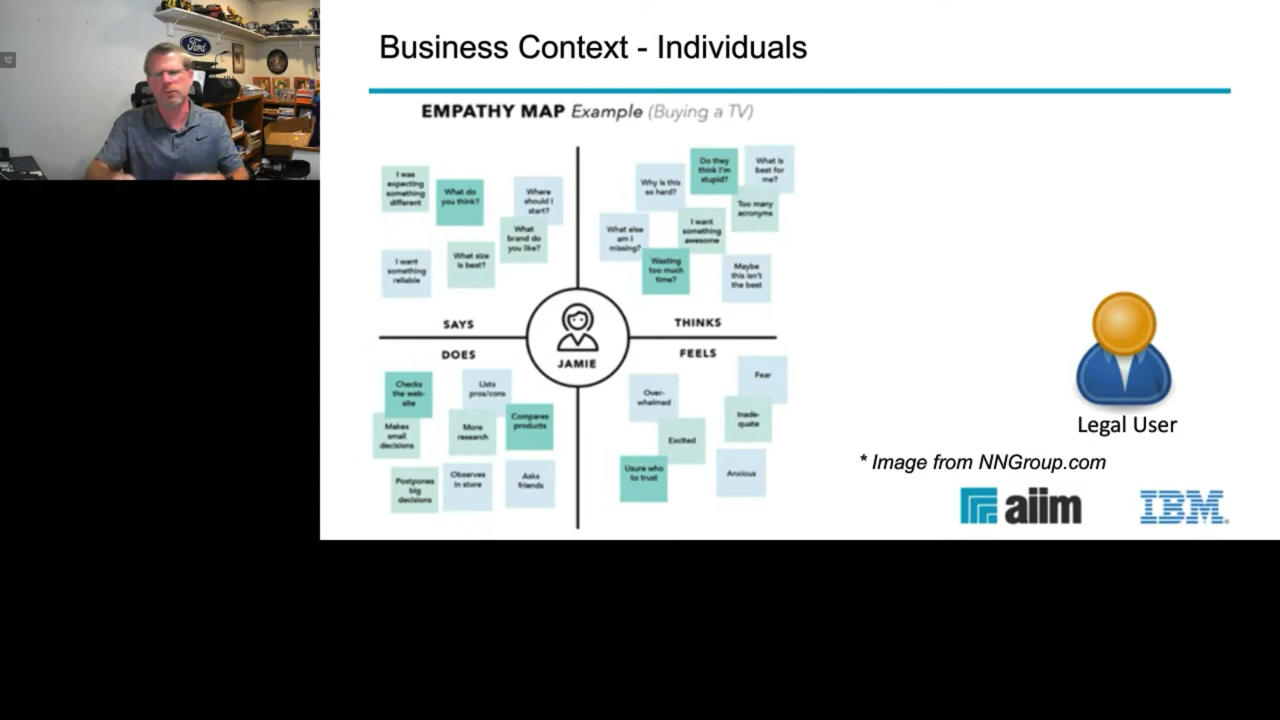 Ford
Business Context - Individuals
EMPATHY MAP Example (Buying a TV)
I was
expecting
something
different
What do
you think?
Where
should I
start?
What
brand do
you like?
I want
something
reliable
What size
is best?
SAYS
Why is this
so hard?
Do they
think I'm
stupid?
What is
best for
me?
Too many
acronyms
What else
am I
missing?
I want
something
awesome
Wasting
too much
time?
Maybe
this isn't
the best
THINKS
JAMIE
DOES
Checks
the web-
site
Lists
pros/cons
Makes
small
decisions
More
research
Compares
products
Postpones
big
decisions
Observes
in store
Asks
friends
FEELS
Over-
whelmed
Fear
Inade-
quate
Excited
Usure who
to trust
Anxious
Legal User
* Image from NNGroup.com
aiim
IBM®